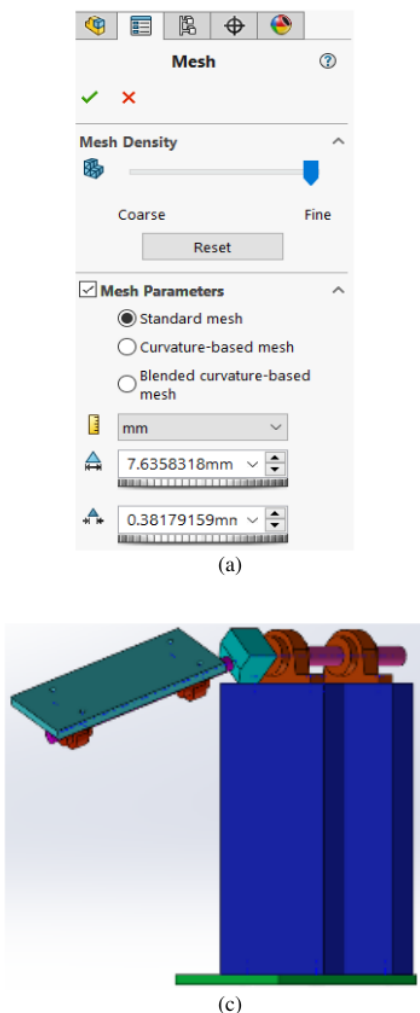 Mesh
Mesh Density
Coarse Fine
Reset
Mesh Parameters
Standard mesh
Curvature-based mesh
Blended curvature-based
mesh
mm
7.6358318mm
0.38179159mm
(a)
(c)